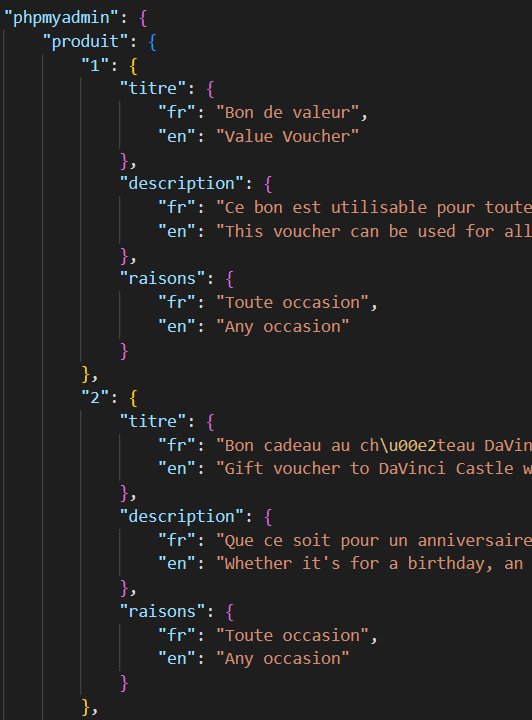 "phpmyadmin": {
"produit": {
"1": {
"titre": {
"fr": "Bon de valeur",
"en": "Value Voucher"
},
"description": {
"fr": "Ce bon est utilisable pour toute
"en": "This voucher can be used for all
},
"raisons": {
"fr": "Toute occasion",
"en": "Any occasion"
}
},
"2": {
"titre": {
"fr": "Bon cadeau au ch\u00e2teau DaVin
"en": "Gift voucher to DaVinci Castle w
},
"description": {
"fr": "Que ce soit pour un anniversaire
"en": "Whether it's for a birthday, an
},
"raisons": {
"fr": "Toute occasion",
"en": "Any occasion"
}
},